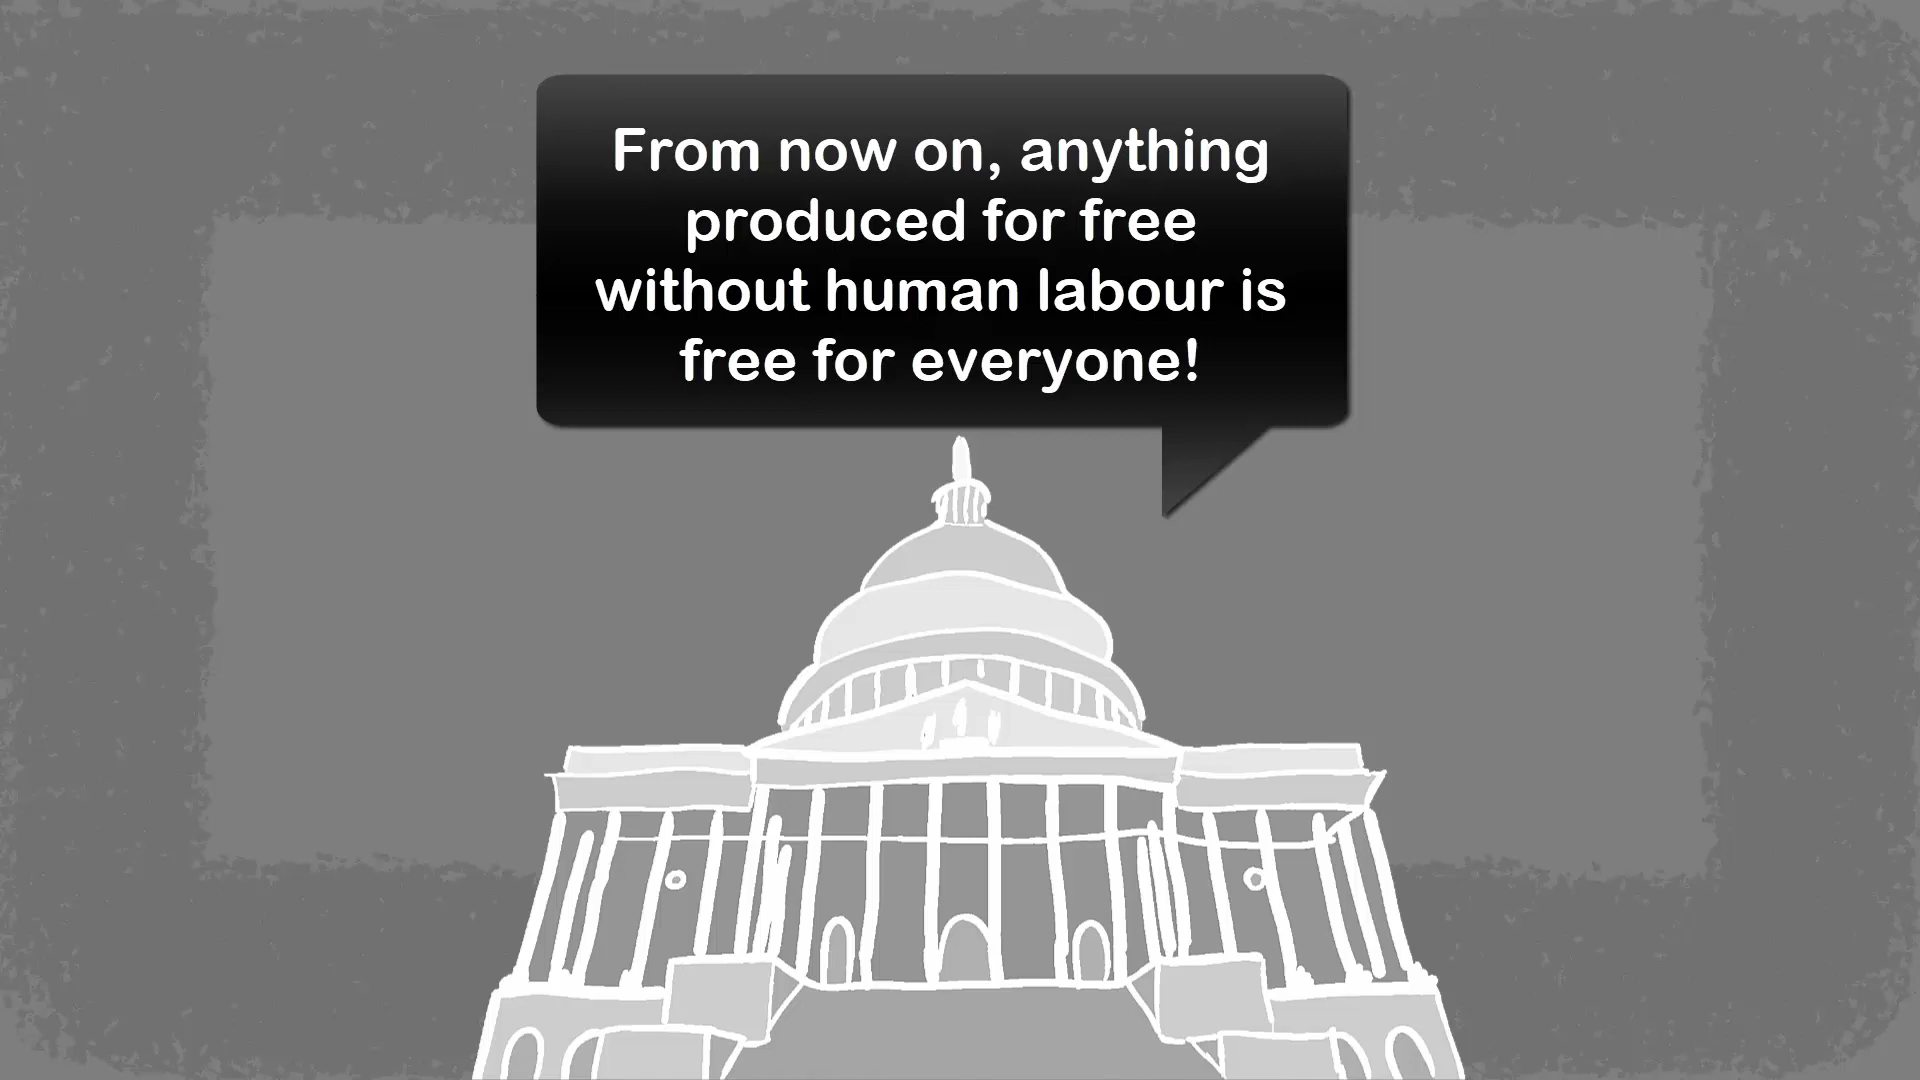 From now on, anything
produced for free
without human labour is
free for everyone!